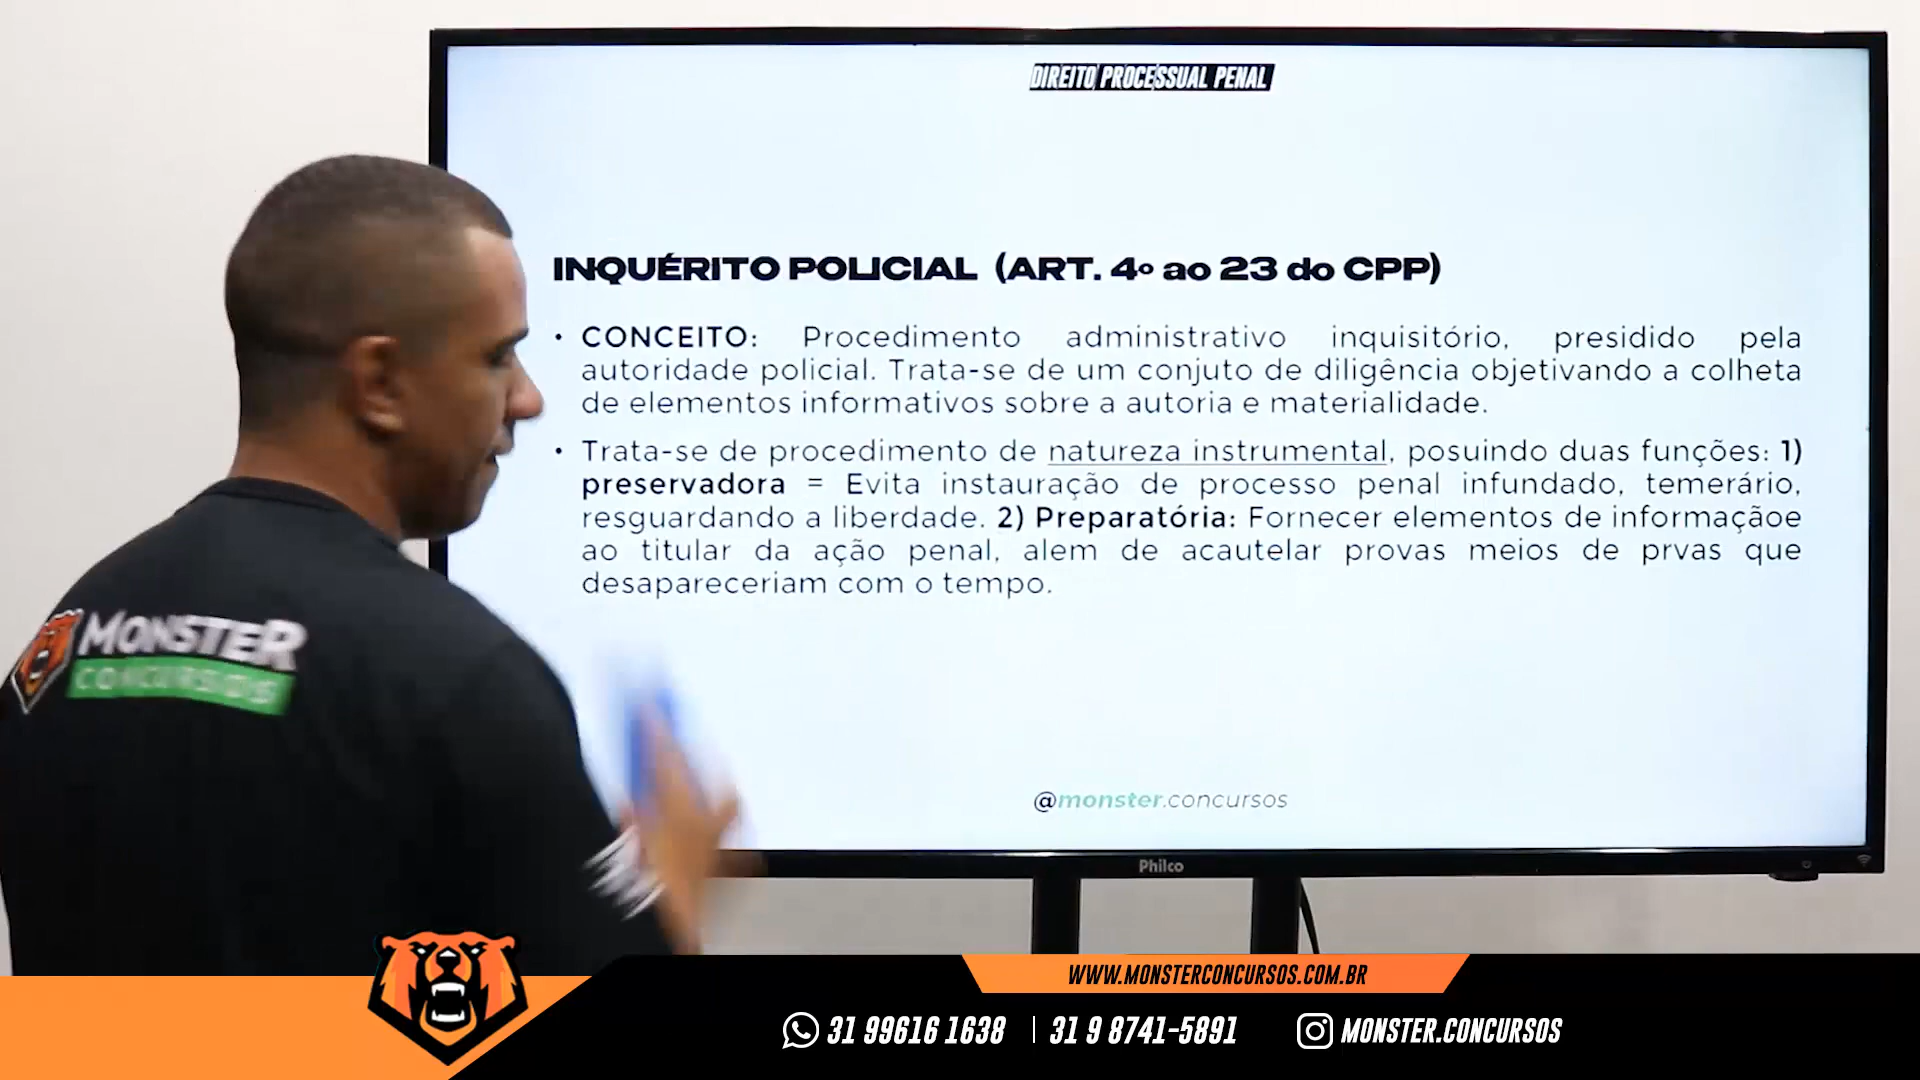 DIREITO PROCESSUAL PENAL
INQUÉRITO POLICIAL (ART. 4º ao 23 do CPP)
• CONCEITO: Procedimento administrativo inquisitório, presidido pela
autoridade policial. Trata-se de um conjuto de diligência objetivando a colheta
de elementos informativos sobre a autoria e materialidade.
• Trata-se de procedimento de natureza instrumental, posuindo duas funções: 1)
preservadora = Evita instauração de processo penal infundado, temerário,
resguardando a liberdade. 2) Preparatória: Fornecer elementos de informaçãoe
ao titular da ação penal, alem de acautelar provas meios de prvas que
desapareceriam com o tempo.
MONSTER
CONCURSOS
@monster.concursos
Philco
WWW.MONSTERCONCURSOS.COM.BR
31 99616 1638 | 31 9 8741-5891 MONSTER.CONCURSOS